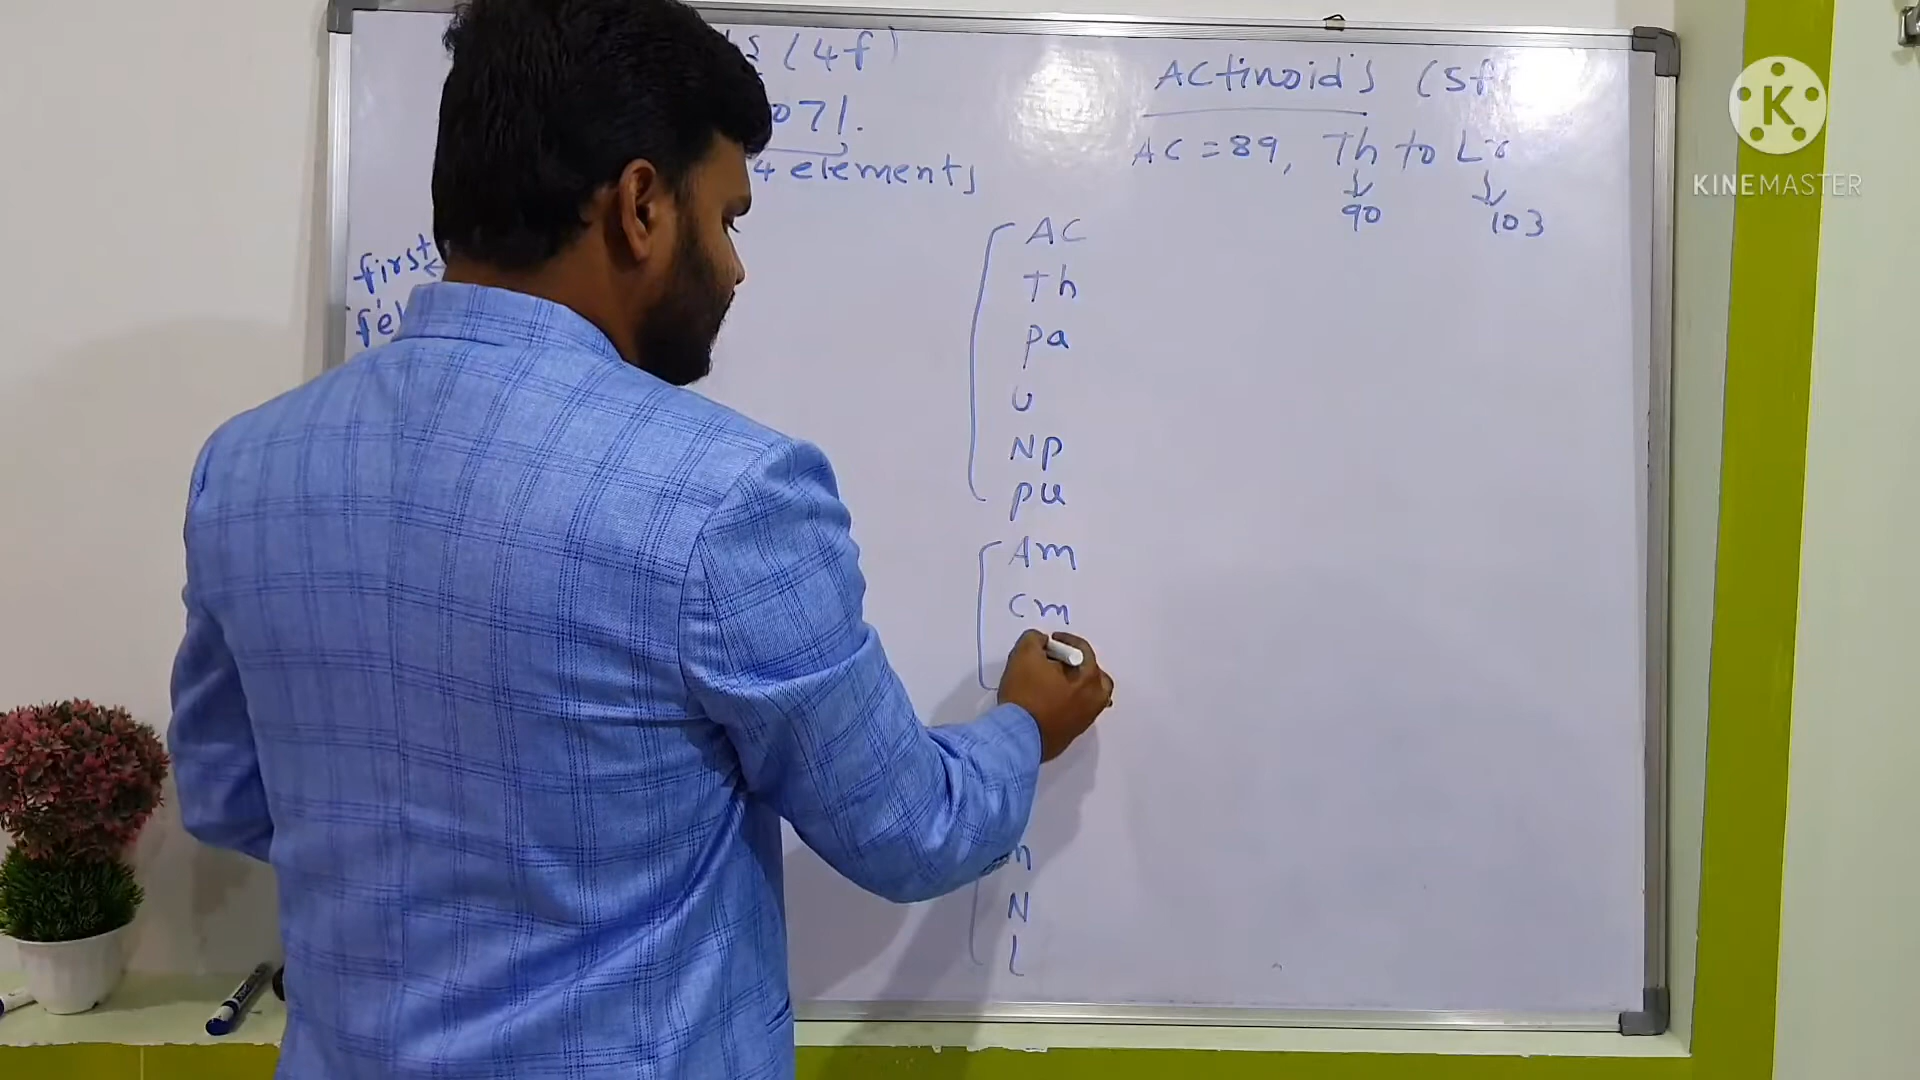 (4f)
071.
4 elements
first
Actinoid's (5f
AC = 89, Th to Lr
90 103
AC
Th
Pa
U
Np
Pu
Am
Cm
N
L
K
KINEMASTER